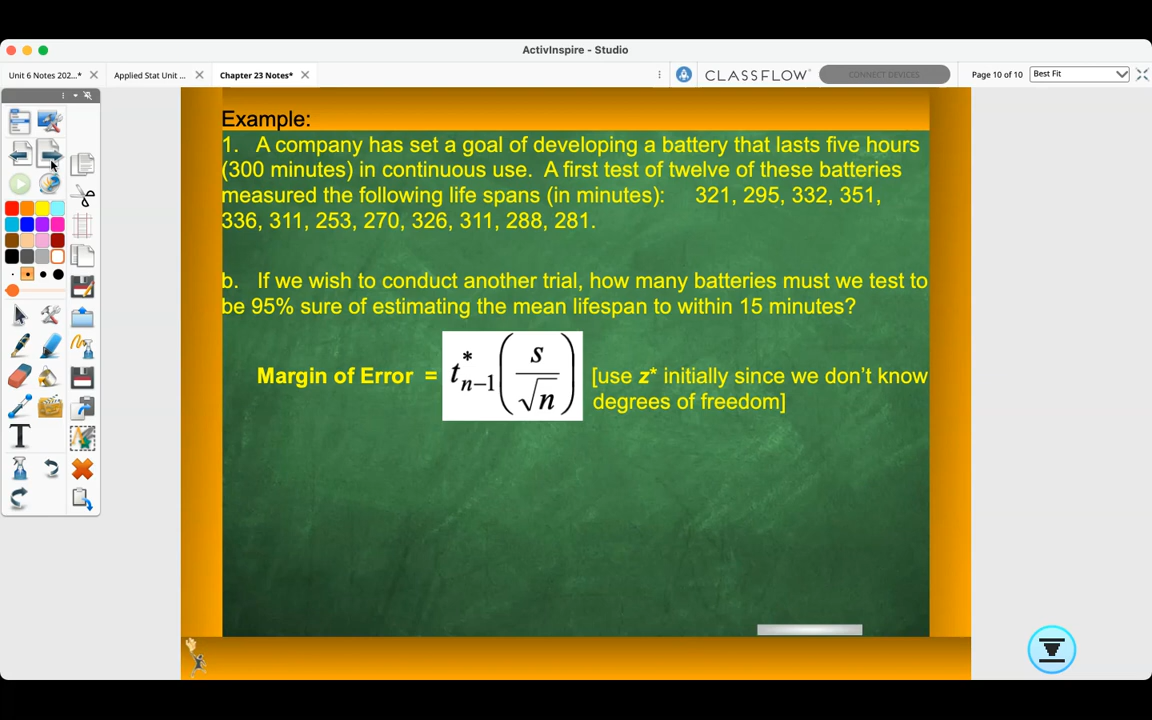 ActivInspire - Studio
Unit 6 Notes 202...*
Applied Stat Unit ...
Chapter 23 Notes*
CLASSFLOW
CONNECT DEVICES
Page 10 of 10
Best Fit
Example:
1. A company has set a goal of developing a battery that lasts five hours
(300 minutes) in continuous use. A first test of twelve of these batteries
measured the following life spans (in minutes): 321, 295, 332, 351,
336, 311, 253, 270, 326, 311, 288, 281.
b. If we wish to conduct another trial, how many batteries must we test to
be 95% sure of estimating the mean lifespan to within 15 minutes?
Margin of Error = t*n−1 (s/√n) [use z* initially since we don't know
degrees of freedom]
T